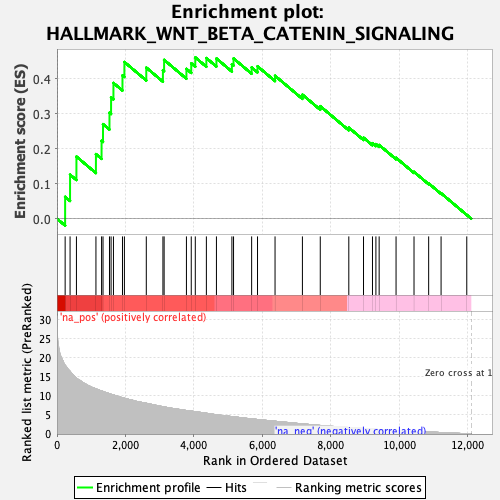 Enrichment plot:
HALLMARK_WNT_BETA_CATENIN_SIGNALING
Enrichment score (ES)
0.4
0.3
0.2
0.1
0.0
'na_pos' (positively correlated)
Ranked list metric (PreRanked)
30
25
20
15
10
5
0
Zero cross at 1
'na_neg' (negatively correlated)
0
2,000
4,000
6,000
8,000
10,000
12,000
Rank in Ordered Dataset
Enrichment profile
Hits
Ranking metric scores